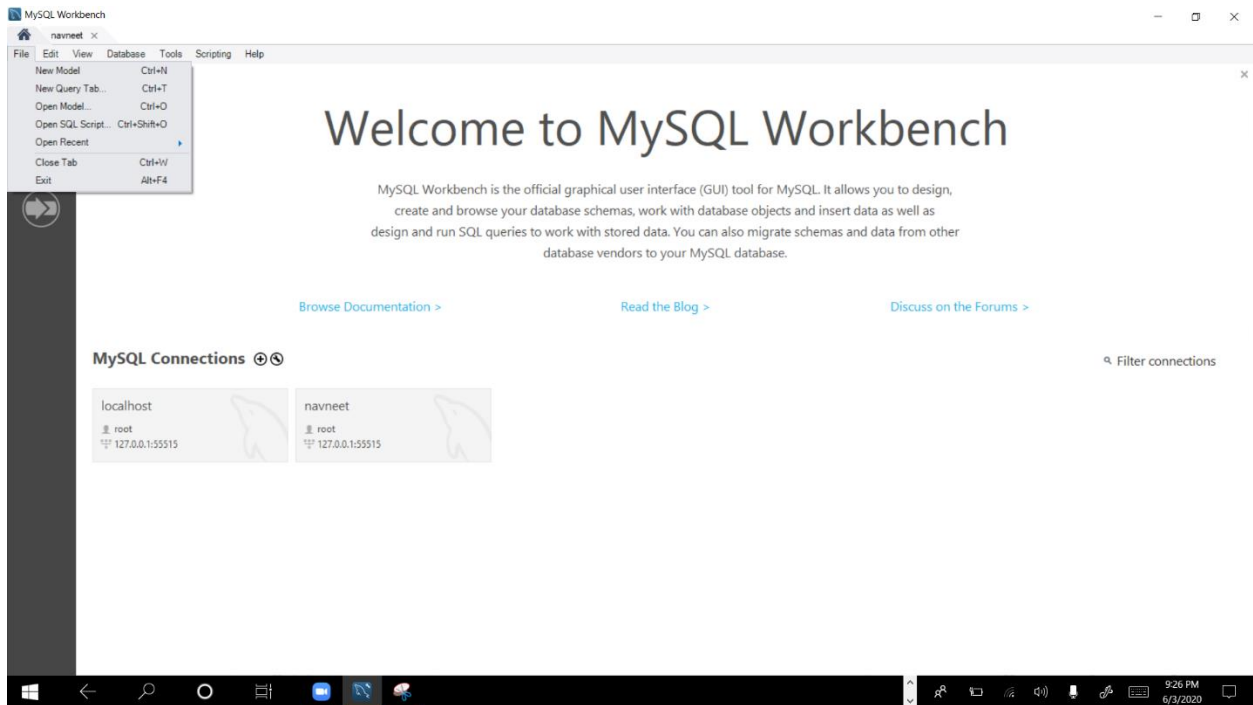 MySQL Workbench
navneet ×
File Edit View Database Tools Scripting Help
New Model Ctrl+N
New Query Tab... Ctrl+T
Open Model... Ctrl+O
Open SQL Script... Ctrl+Shift+O
Open Recent
Close Tab Ctrl+W
Exit Alt+F4
Welcome to MySQL Workbench
MySQL Workbench is the official graphical user interface (GUI) tool for MySQL. It allows you to design,
create and browse your database schemas, work with database objects and insert data as well as
design and run SQL queries to work with stored data. You can also migrate schemas and data from other
database vendors to your MySQL database.
Browse Documentation > Read the Blog > Discuss on the Forums >
MySQL Connections
Filter connections
localhost
root
127.0.0.1:55515
navneet
root
127.0.0.1:55515
9:26 PM
6/3/2020